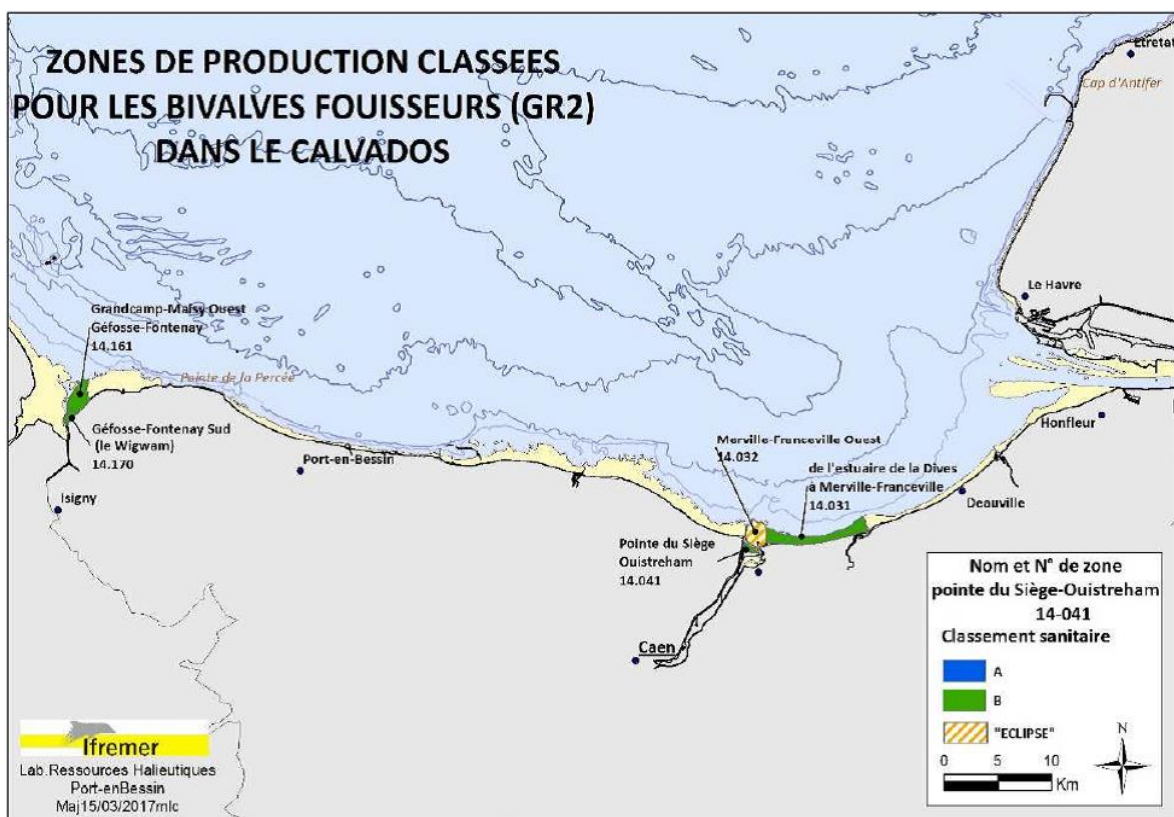 ZONES DE PRODUCTION CLASSEES
POUR LES BIVALVES FOUISSEURS (GR2)
DANS LE CALVADOS
Etretat
Cap d'Antifer
Le Havre
Grandcamp-Maisy Ouest
Géfosse-Fontenay
14.161
Pointe de la Percée
Géfosse-Fontenay Sud
(le Wigwam)
14.170
Isigny
Port-en-Bessin
Merville-Franceville Ouest
14.032
de l'estuaire de la Dives
à Merville-Franceville
14.031
Honfleur
Deauville
Pointe du Siège
Ouistreham
14.041
Caen
Nom et N° de zone
pointe du Siège-Ouistreham
14-041
Classement sanitaire
A
B
"ECLIPSE"
N
0 5 10
Km
Ifremer
Lab.Ressources Halieutiques
Port-enBessin
Maj15/03/2017mlc